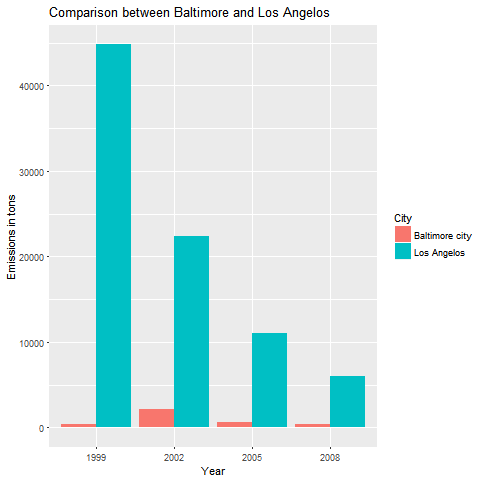 Comparison between Baltimore and Los Angelos
40000
30000
20000
10000
0
Emissions in tons
1999 2002 2005 2008
Year
City
Baltimore city
Los Angelos